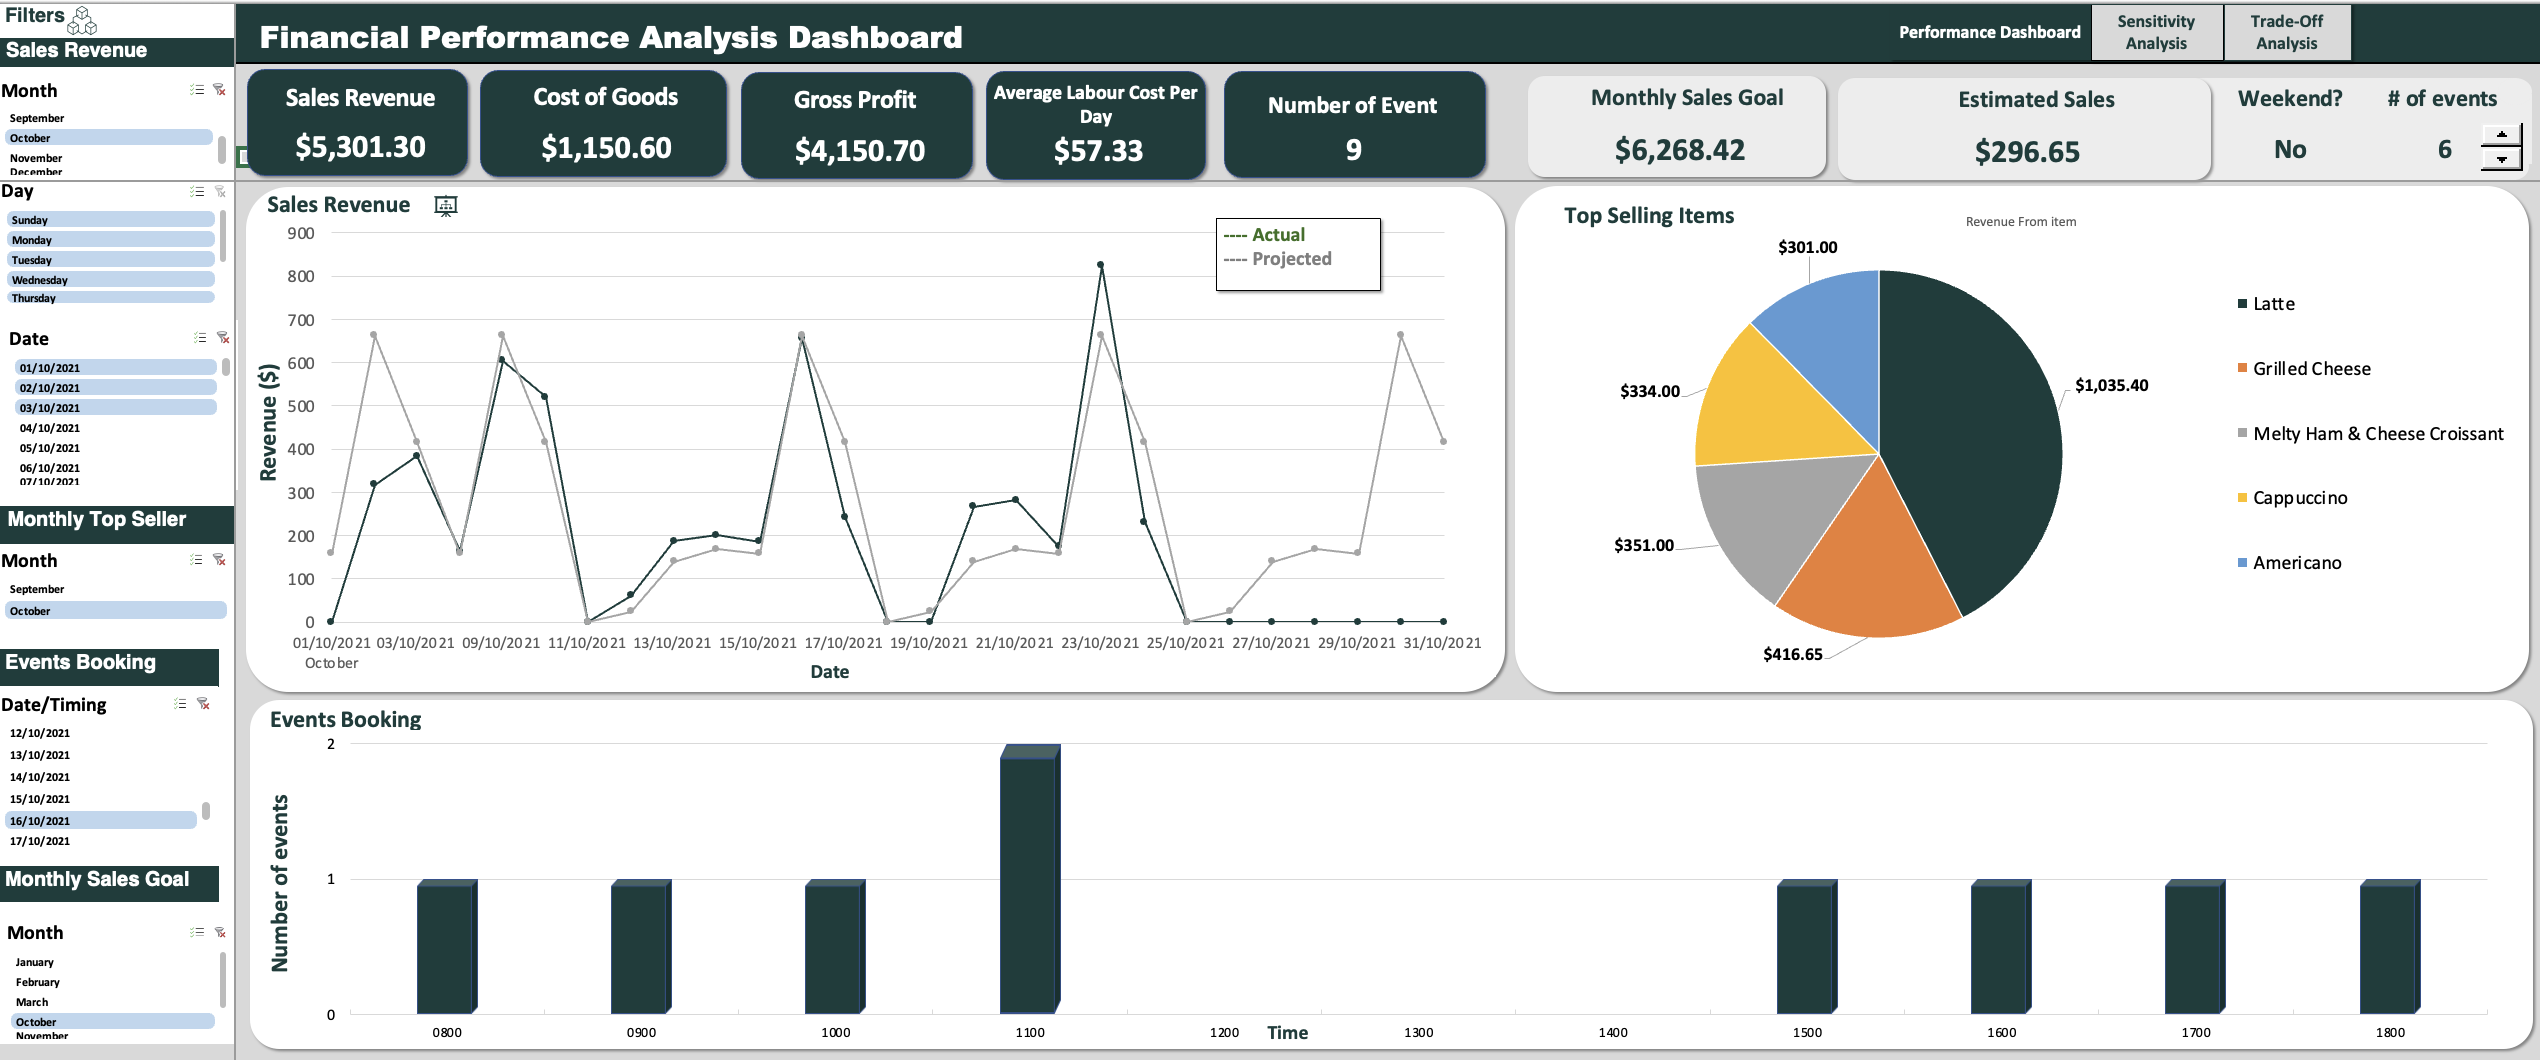 Filters
Sales Revenue
Month
September
October
November
December
Day
Sunday
Monday
Tuesday
Wednesday
Thursday
Date
01/10/2021
02/10/2021
03/10/2021
04/10/2021
05/10/2021
06/10/2021
07/10/2021
Monthly Top Seller
Month
September
October
Events Booking
Date/Timing
12/10/2021
13/10/2021
14/10/2021
15/10/2021
16/10/2021
17/10/2021
Monthly Sales Goal
Month
January
February
March
October
November
Financial Performance Analysis Dashboard
Performance Dashboard
Sensitivity
Analysis
Trade-Off
Analysis
Sales Revenue
$5,301.30
Cost of Goods
$1,150.60
Gross Profit
$4,150.70
Average Labour Cost Per
Day
$57.33
Number of Event
9
Monthly Sales Goal
$6,268.42
Estimated Sales
$296.65
Weekend?
No
# of events
6
Sales Revenue
---- Actual
---- Projected
900
800
700
600
500
400
300
200
100
0
Revenue ($)
01/10/2021 03/10/2021 09/10/2021 11/10/2021 13/10/2021 15/10/2021 17/10/2021 19/10/2021 21/10/2021 23/10/2021 25/10/2021 27/10/2021 29/10/2021 31/10/2021
October
Date
Top Selling Items
Revenue From item
$301.00
$334.00
$1,035.40
$351.00
$416.65
Latte
Grilled Cheese
Melty Ham & Cheese Croissant
Cappuccino
Americano
Events Booking
2
1
0
Number of events
0800 0900 1000 1100 1200 1300 1400 1500 1600 1700 1800
Time